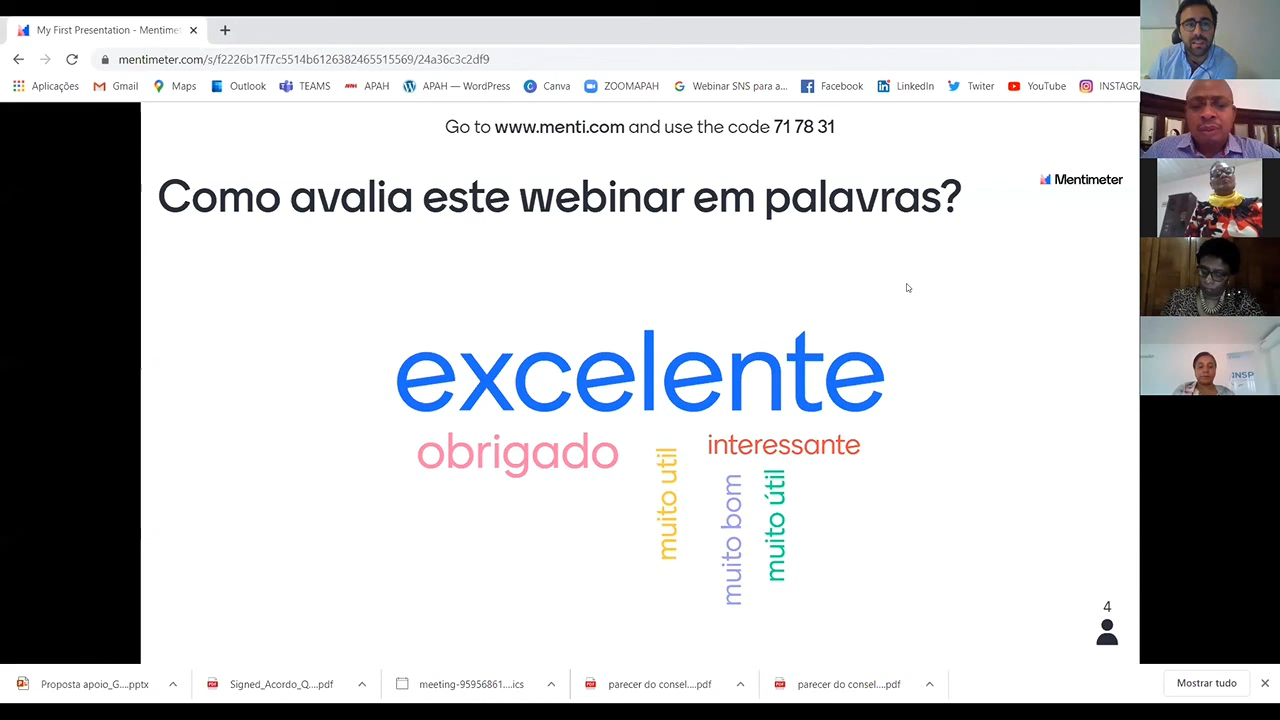 My First Presentation - Mentime
mentimeter.com/s/f2226b17f7c5514b6126382465515569/24a36c3c2df9
Aplicações Gmail Maps Outlook TEAMS APAH APAH — WordPress Canva ZOOMAPAH Webinar SNS para a... Facebook LinkedIn Twiter YouTube INSTAGR
Go to www.menti.com and use the code 71 78 31
Mentimeter
Como avalia este webinar em palavras?
excelente
obrigado
interessante
muito util
muito bom
muito útil
4
INSP
Proposta apoio_G....pptx Signed_Acordo_Q....pdf meeting-95956861....ics parecer do consel....pdf parecer do consel....pdf Mostrar tudo